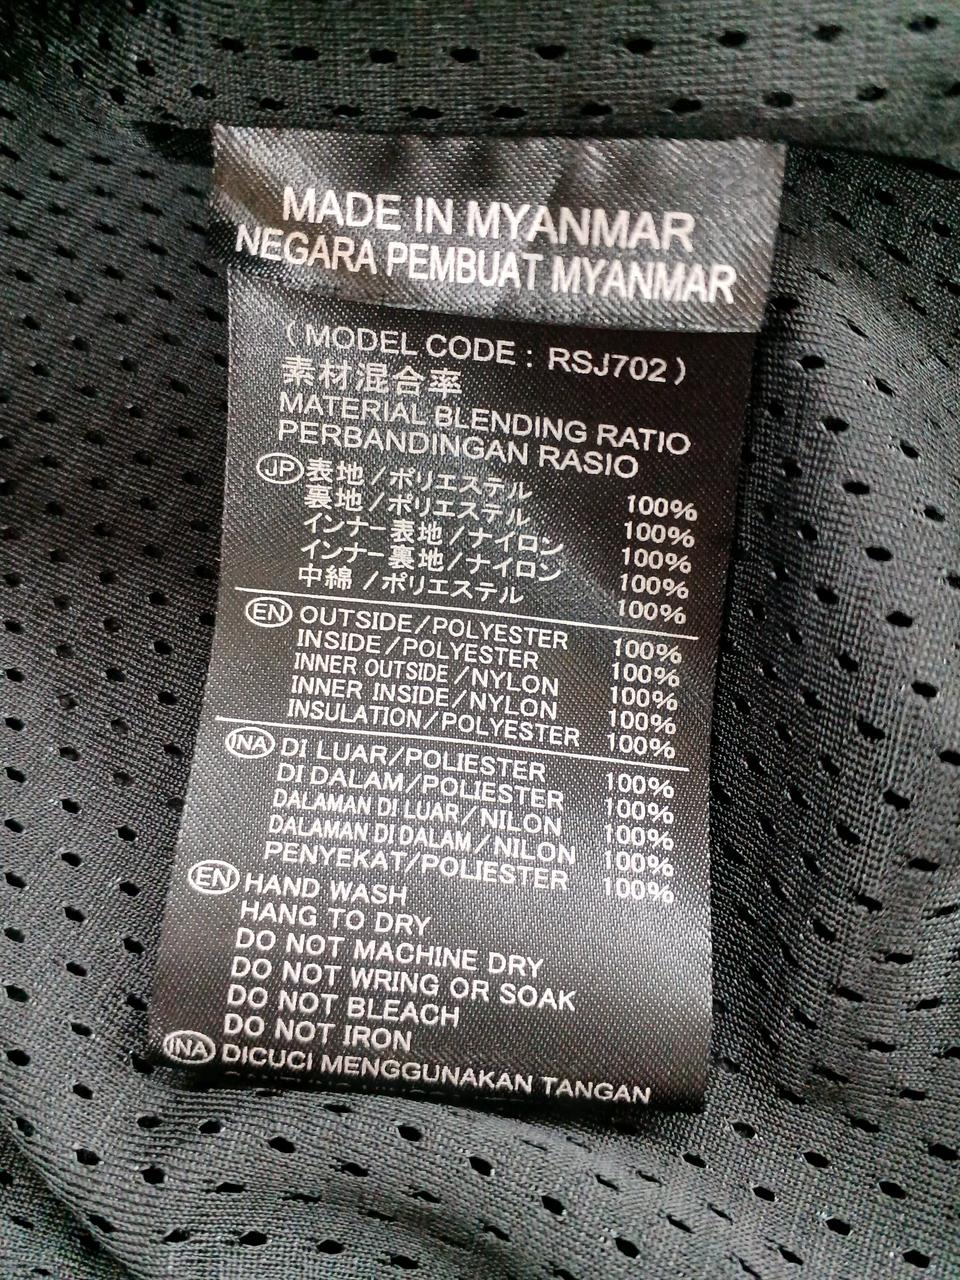 MADE IN MYANMAR
NEGARA PEMBUAT MYANMAR
( MODEL CODE : RSJ702 )
素材混合率
MATERIAL BLENDING RATIO
PERBANDINGAN RASIO
JP 表地/ポリエステル 100%
裏地/ポリエステル 100%
インナー表地/ナイロン 100%
インナー裏地/ナイロン 100%
中綿/ポリエステル 100%
EN OUTSIDE/POLYESTER 100%
INSIDE/POLYESTER 100%
INNER OUTSIDE/NYLON 100%
INNER INSIDE/NYLON 100%
INSULATION/POLYESTER 100%
INA DI LUAR/POLIESTER 100%
DI DALAM/POLIESTER 100%
DALAMAN DI LUAR/NILON 100%
DALAMAN DI DALAM/NILON 100%
PENYEKAT/POLIESTER 100%
EN HAND WASH
HANG TO DRY
DO NOT MACHINE DRY
DO NOT WRING OR SOAK
DO NOT BLEACH
DO NOT IRON
INA DICUCI MENGGUNAKAN TANGAN